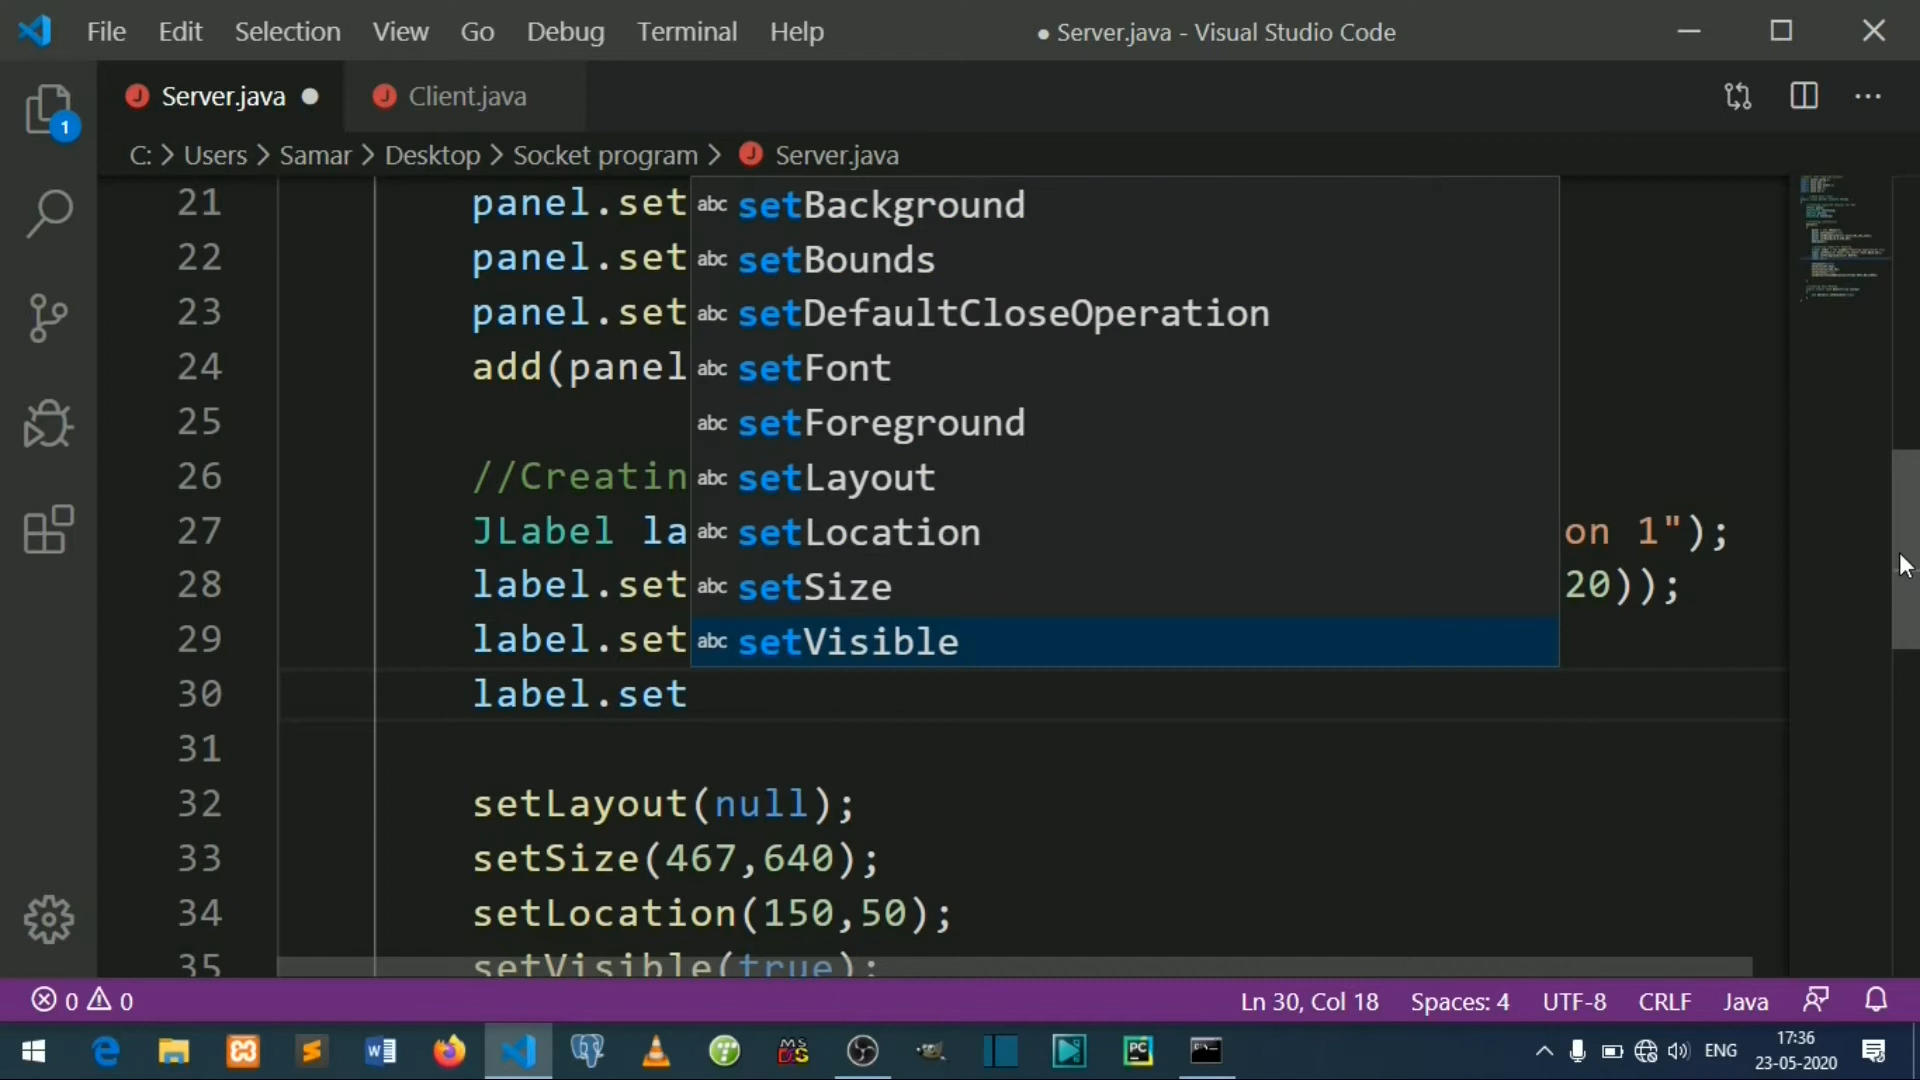 File Edit Selection View Go Debug Terminal Help ● Server.java - Visual Studio Code
J Server.java ● J Client.java
1
C: > Users > Samar > Desktop > Socket program > J Server.java
21 panel.set
22 panel.set
23 panel.set
24 add(panel
25
26 //Creatin
27 JLabel la on 1");
28 label.set 20));
29 label.set
30 label.set
31
32 setLayout(null);
33 setSize(467,640);
34 setLocation(150,50);
35 setVisible(true);
abc setBackground
abc setBounds
abc setDefaultCloseOperation
abc setFont
abc setForeground
abc setLayout
abc setLocation
abc setSize
abc setVisible
0 0 Ln 30, Col 18 Spaces: 4 UTF-8 CRLF Java
ENG 17:36
23-05-2020